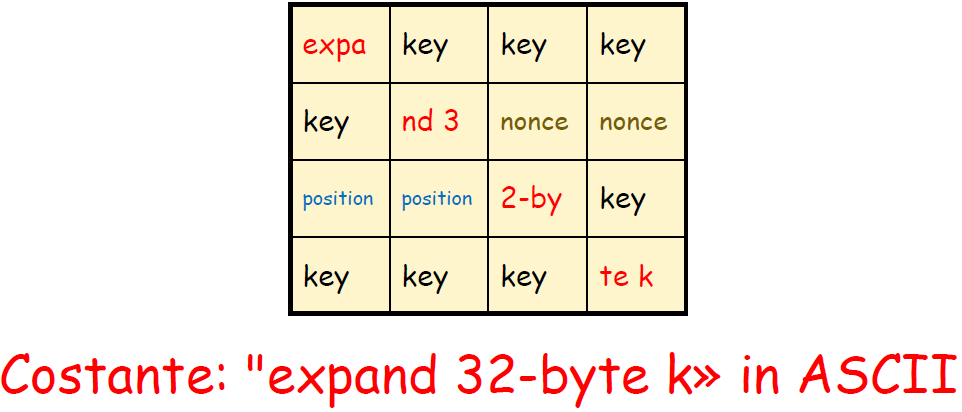 expa key key key
key nd 3 nonce nonce
position position 2-by key
key key key te k
Costante: "expand 32-byte k» in ASCII